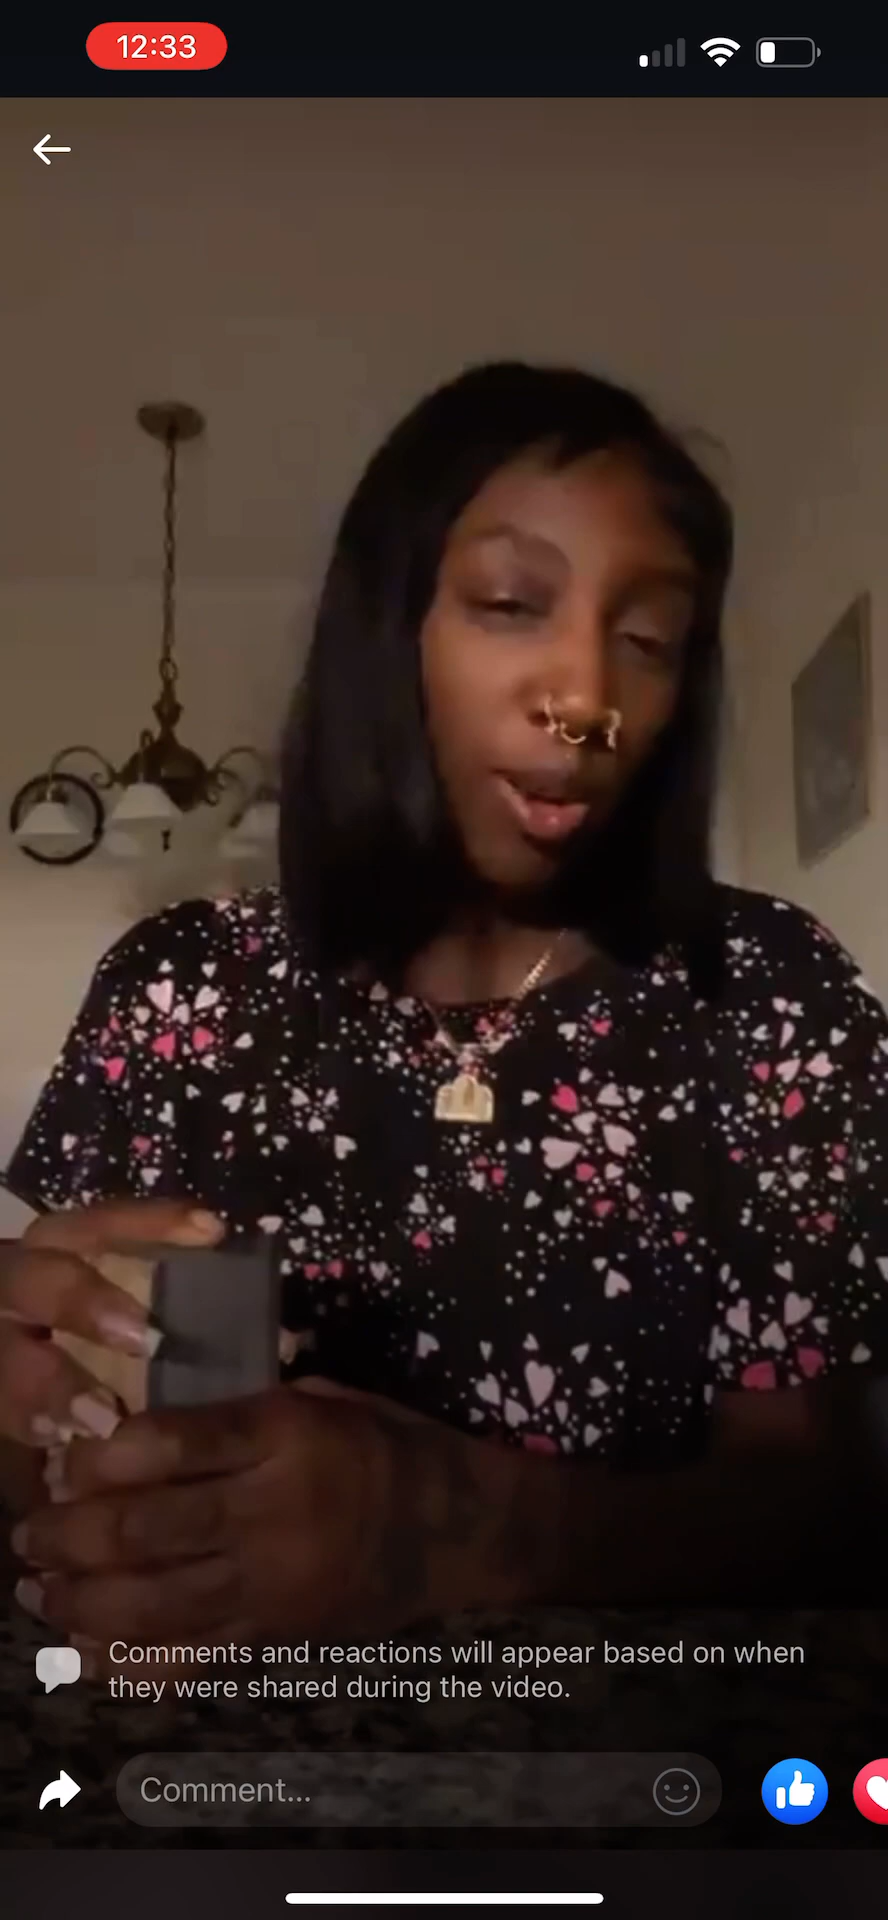 12:33
Comments and reactions will appear based on when
they were shared during the video.
Comment...